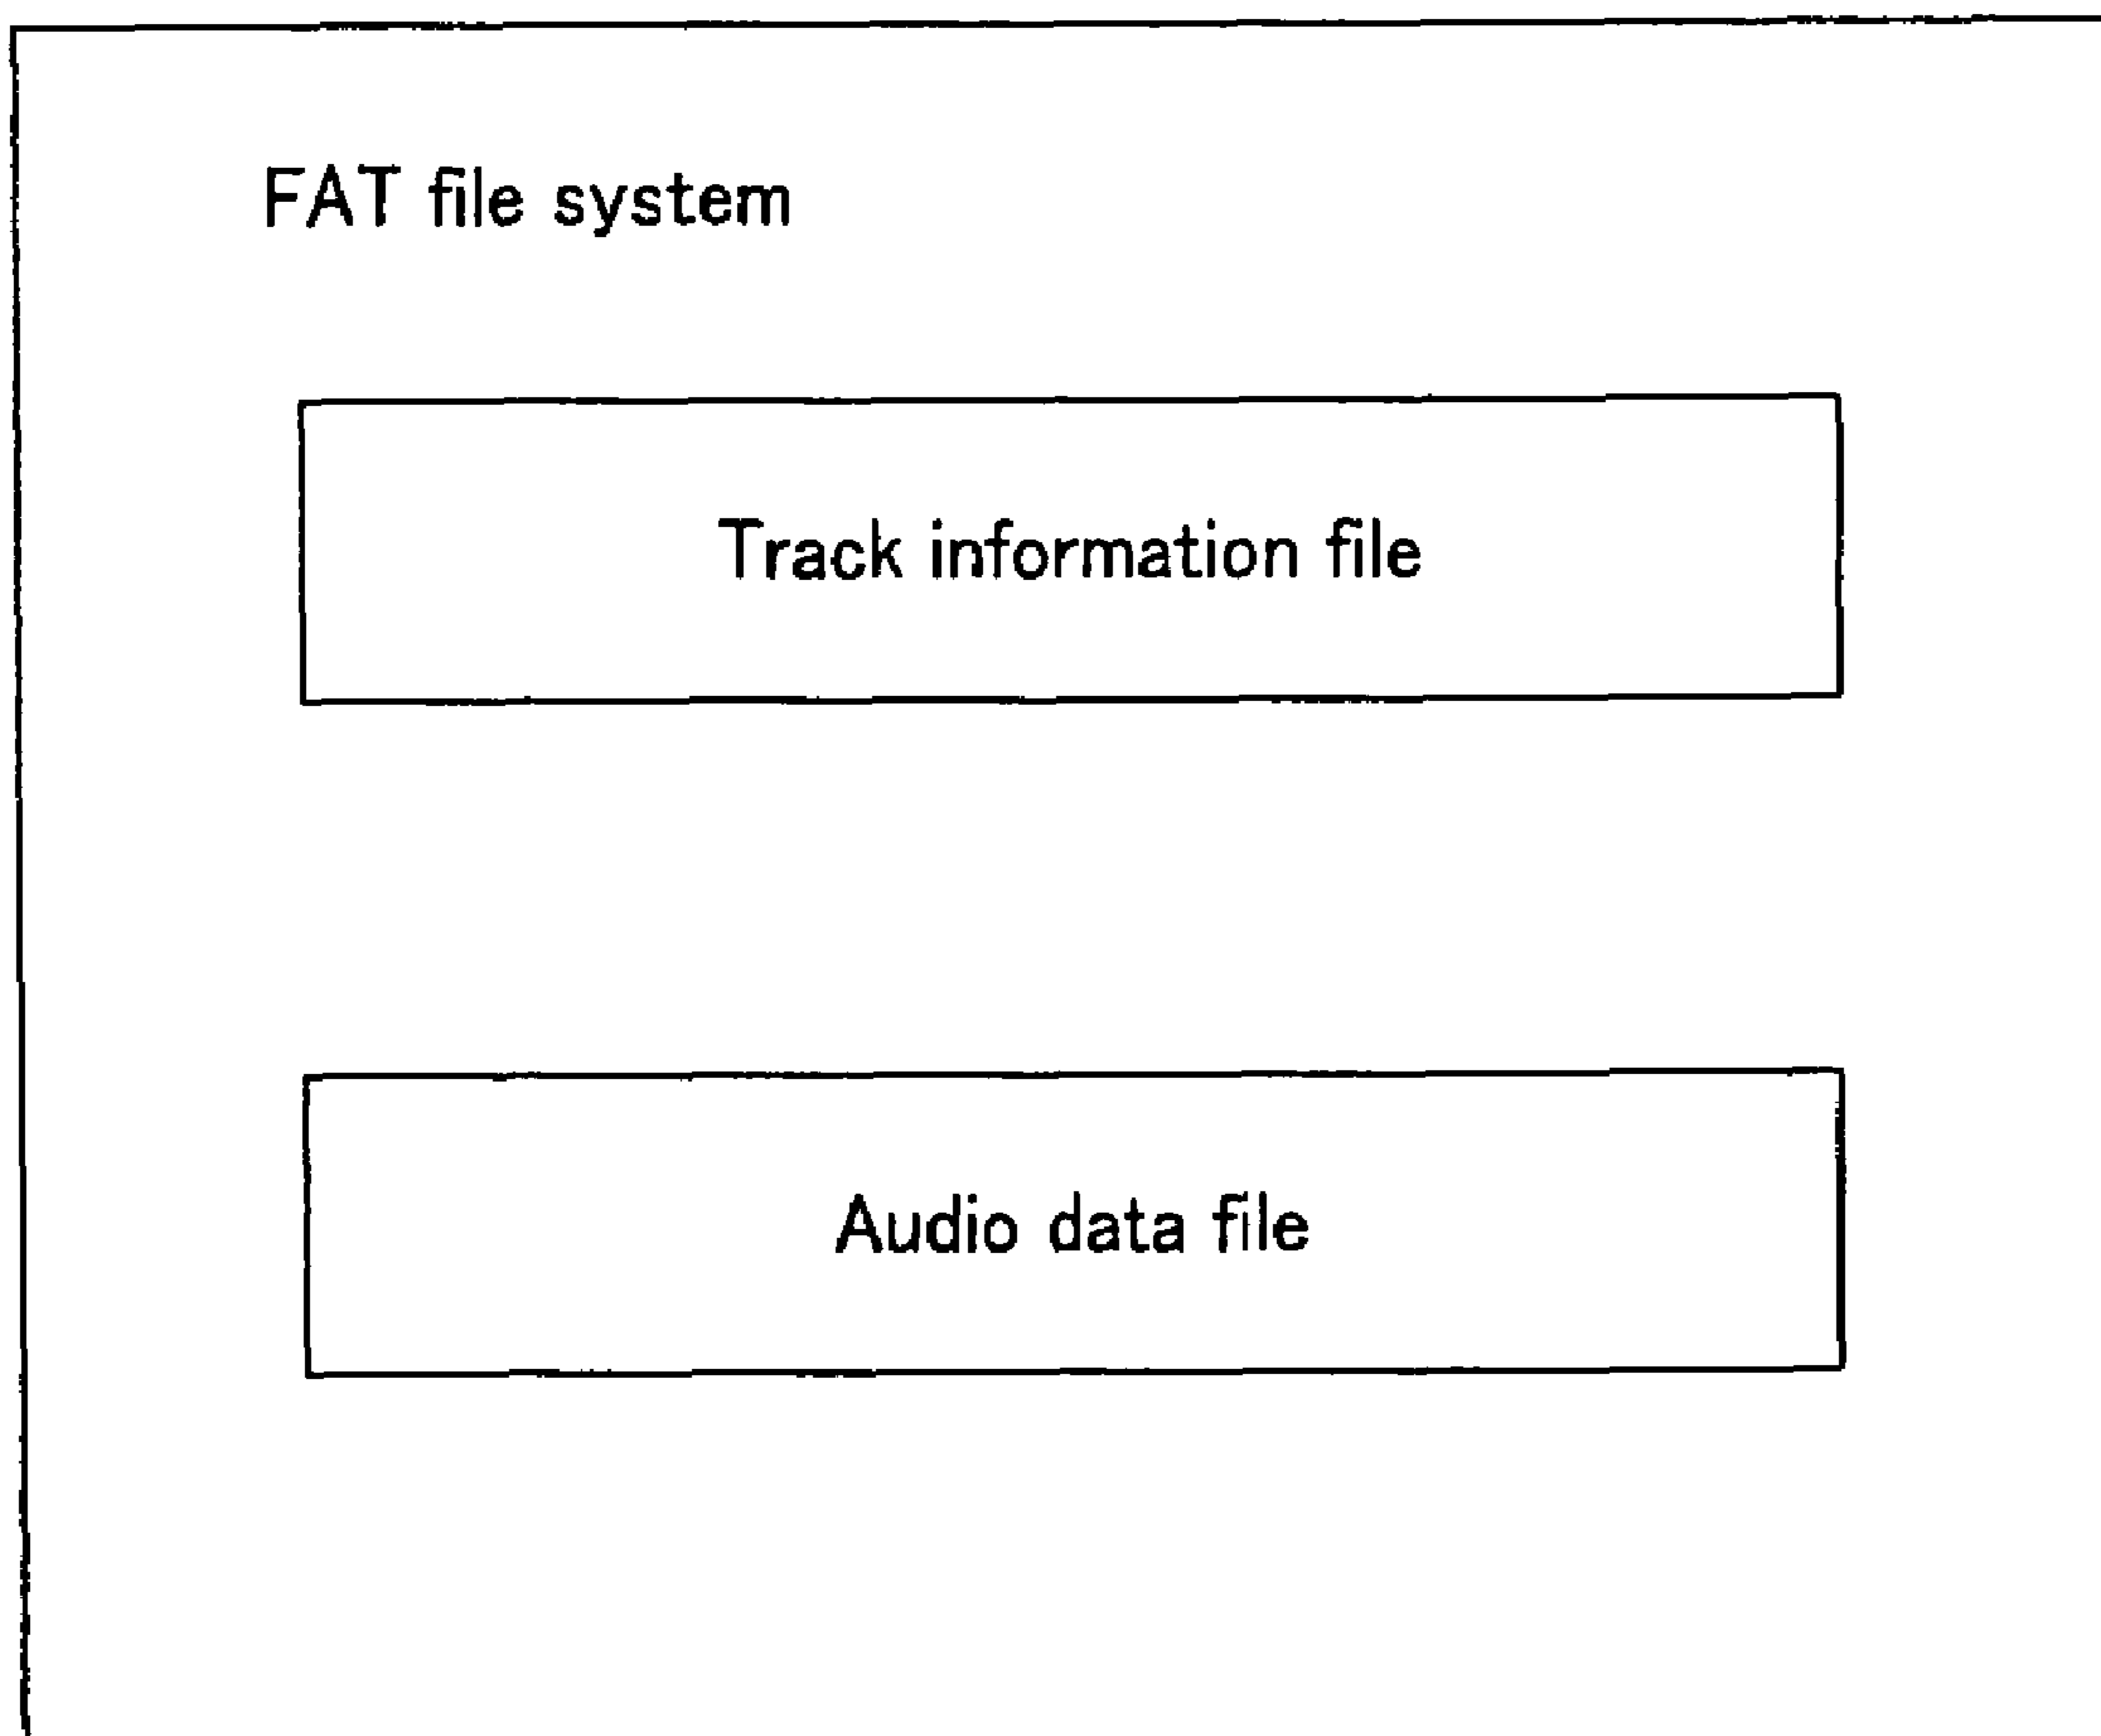 FAT file system
Track information file
Audio data file